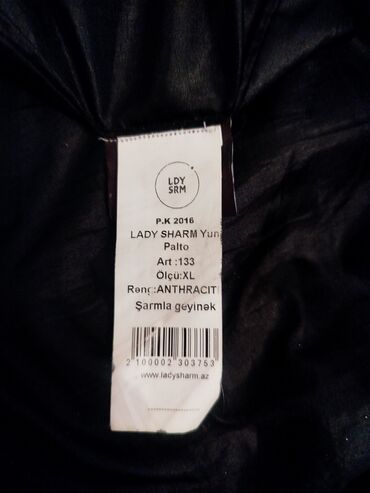 LDY
SRM
P.K 2016
LADY SHARM Yun
Palto
Art :133
Ölçü:XL
Rəng:ANTHRACIT
Şarmla geyinək
2 100002 303753
www.ladysharm.az